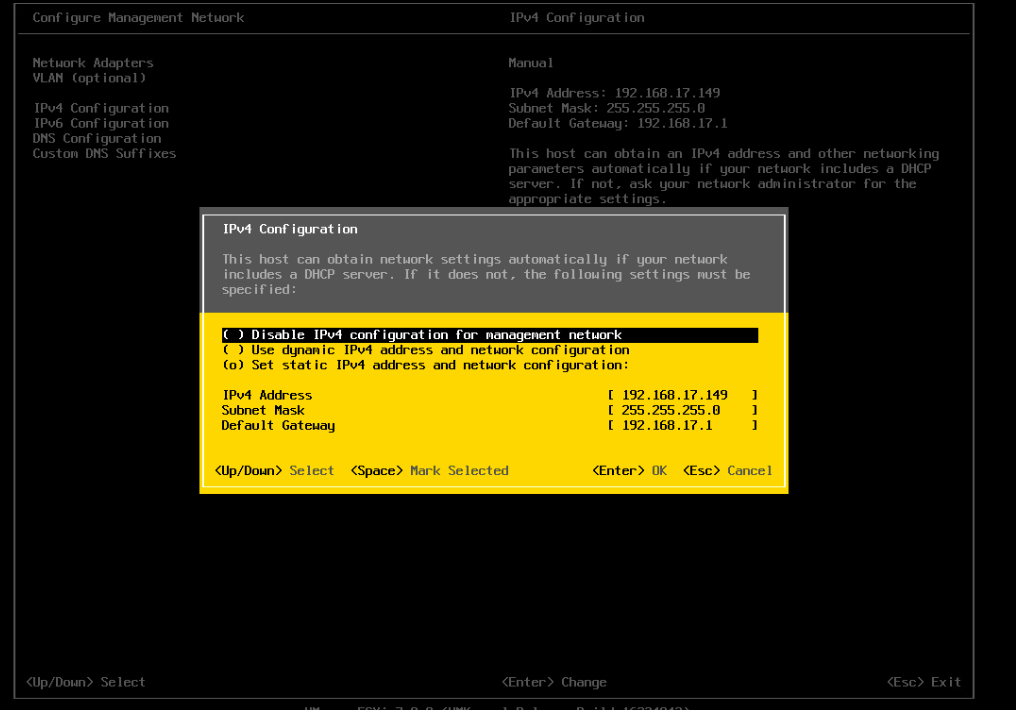 Configure Management Network
IPv4 Configuration
Network Adapters
VLAN (optional)
IPv4 Configuration
IPv6 Configuration
DNS Configuration
Custom DNS Suffixes
Manual
IPv4 Address: 192.168.17.149
Subnet Mask: 255.255.255.0
Default Gateway: 192.168.17.1
This host can obtain an IPv4 address and other networking
parameters automatically if your network includes a DHCP
server. If not, ask your network administrator for the
appropriate settings.
IPv4 Configuration
This host can obtain network settings automatically if your network
includes a DHCP server. If it does not, the following settings must be
specified:
( ) Disable IPv4 configuration for management network
( ) Use dynamic IPv4 address and network configuration
(o) Set static IPv4 address and network configuration:
IPv4 Address [ 192.168.17.149 ]
Subnet Mask [ 255.255.255.0 ]
Default Gateway [ 192.168.17.1 ]
<Up/Down> Select <Space> Mark Selected <Enter> OK <Esc> Cancel
<Up/Down> Select <Enter> Change <Esc> Exit